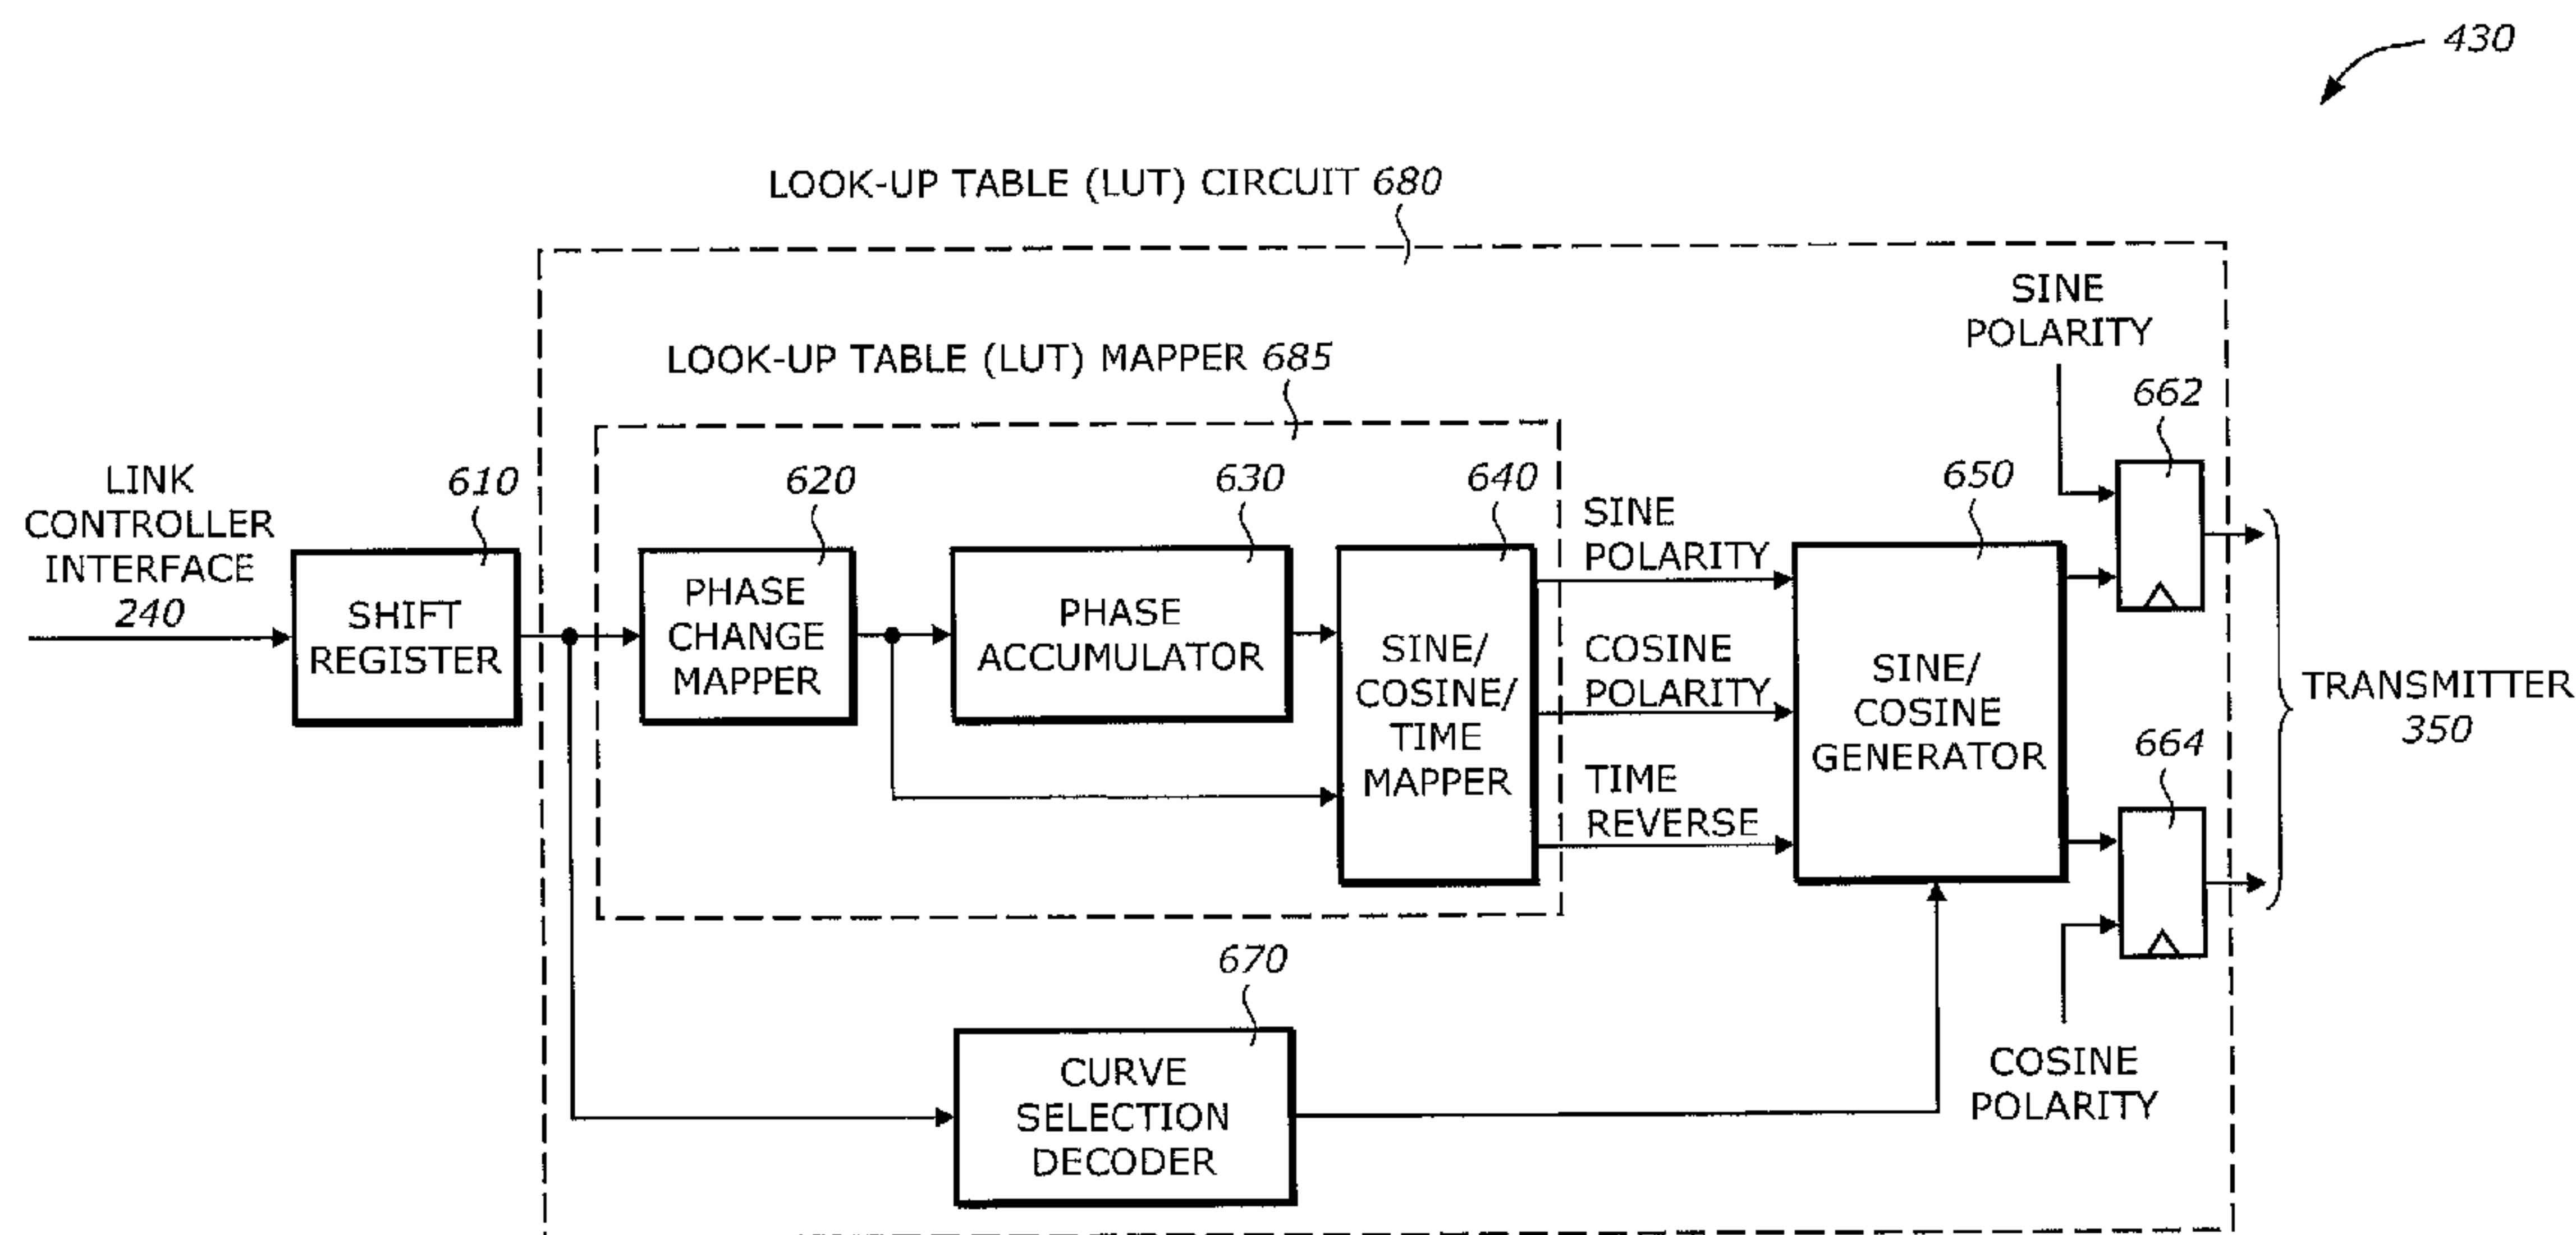 430
LOOK-UP TABLE (LUT) CIRCUIT 680
SINE
POLARITY
LOOK-UP TABLE (LUT) MAPPER 685
662
LINK
CONTROLLER
INTERFACE
240
610
SHIFT
REGISTER
620
PHASE
CHANGE
MAPPER
630
PHASE
ACCUMULATOR
640
SINE/
COSINE/
TIME
MAPPER
SINE
POLARITY
COSINE
POLARITY
TIME
REVERSE
650
SINE/
COSINE
GENERATOR
TRANSMITTER
350
664
670
CURVE
SELECTION
DECODER
COSINE
POLARITY